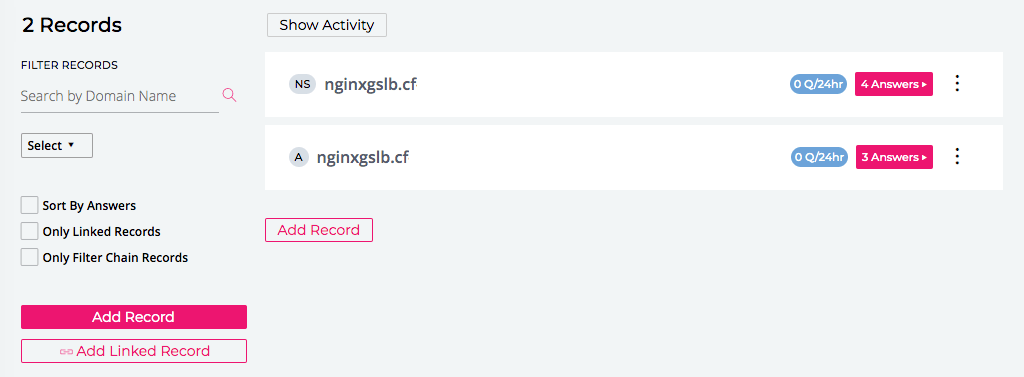 2 Records
FILTER RECORDS
Search by Domain Name
Select
Sort By Answers
Only Linked Records
Only Filter Chain Records
Add Record
Add Linked Record
Show Activity
NS nginxgslb.cf 0 Q/24hr 4 Answers
A nginxgslb.cf 0 Q/24hr 3 Answers
Add Record